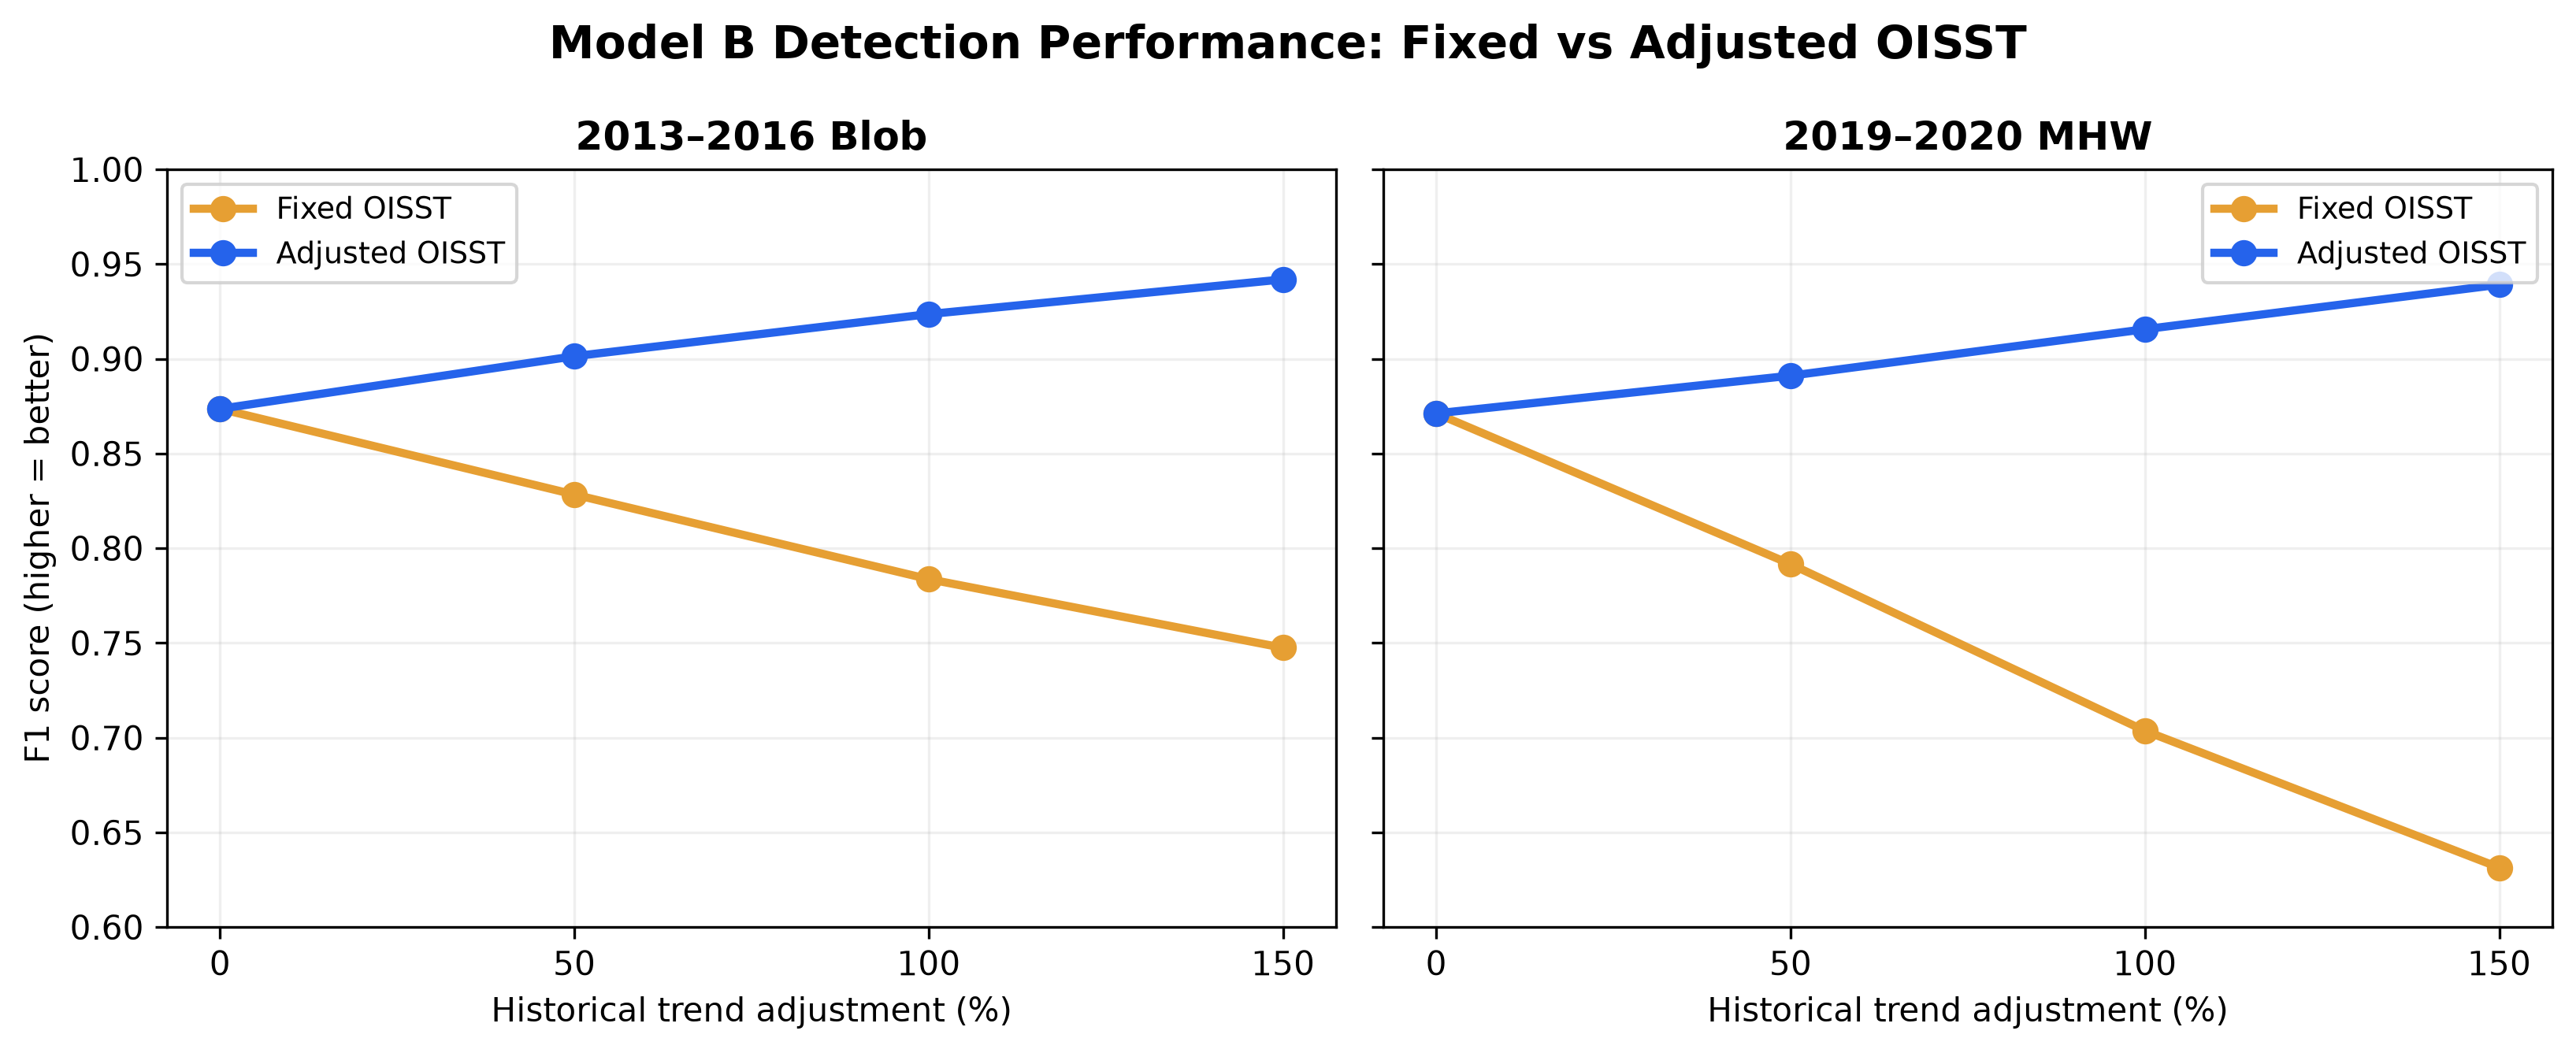 Model B Detection Performance: Fixed vs Adjusted OISST
2013–2016 Blob
F1 score (higher = better)
1.00
0.95
0.90
0.85
0.80
0.75
0.70
0.65
0.60
Fixed OISST
Adjusted OISST
0 50 100 150
Historical trend adjustment (%)
2019–2020 MHW
Fixed OISST
Adjusted OISST
0 50 100 150
Historical trend adjustment (%)